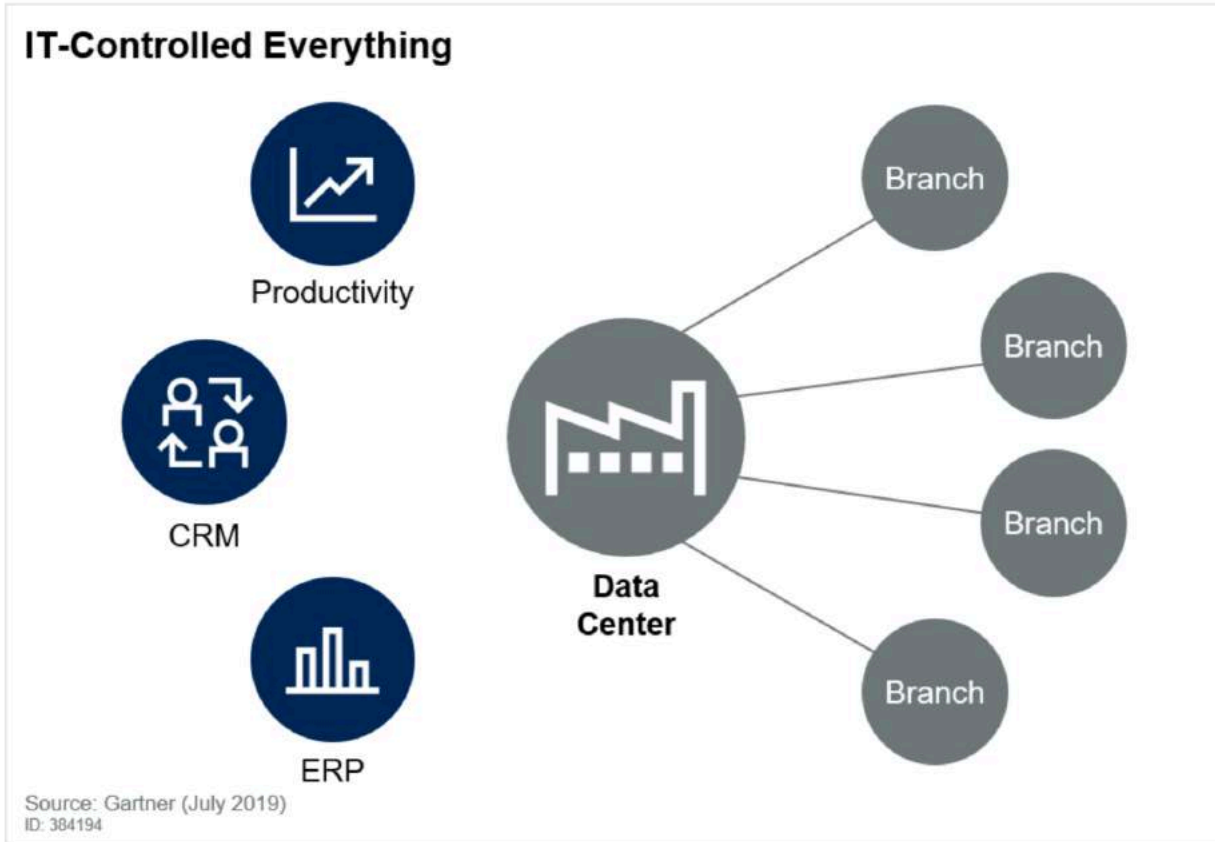 IT-Controlled Everything
Productivity
CRM
ERP
Data
Center
Branch
Branch
Branch
Branch
Source: Gartner (July 2019)
ID: 384194